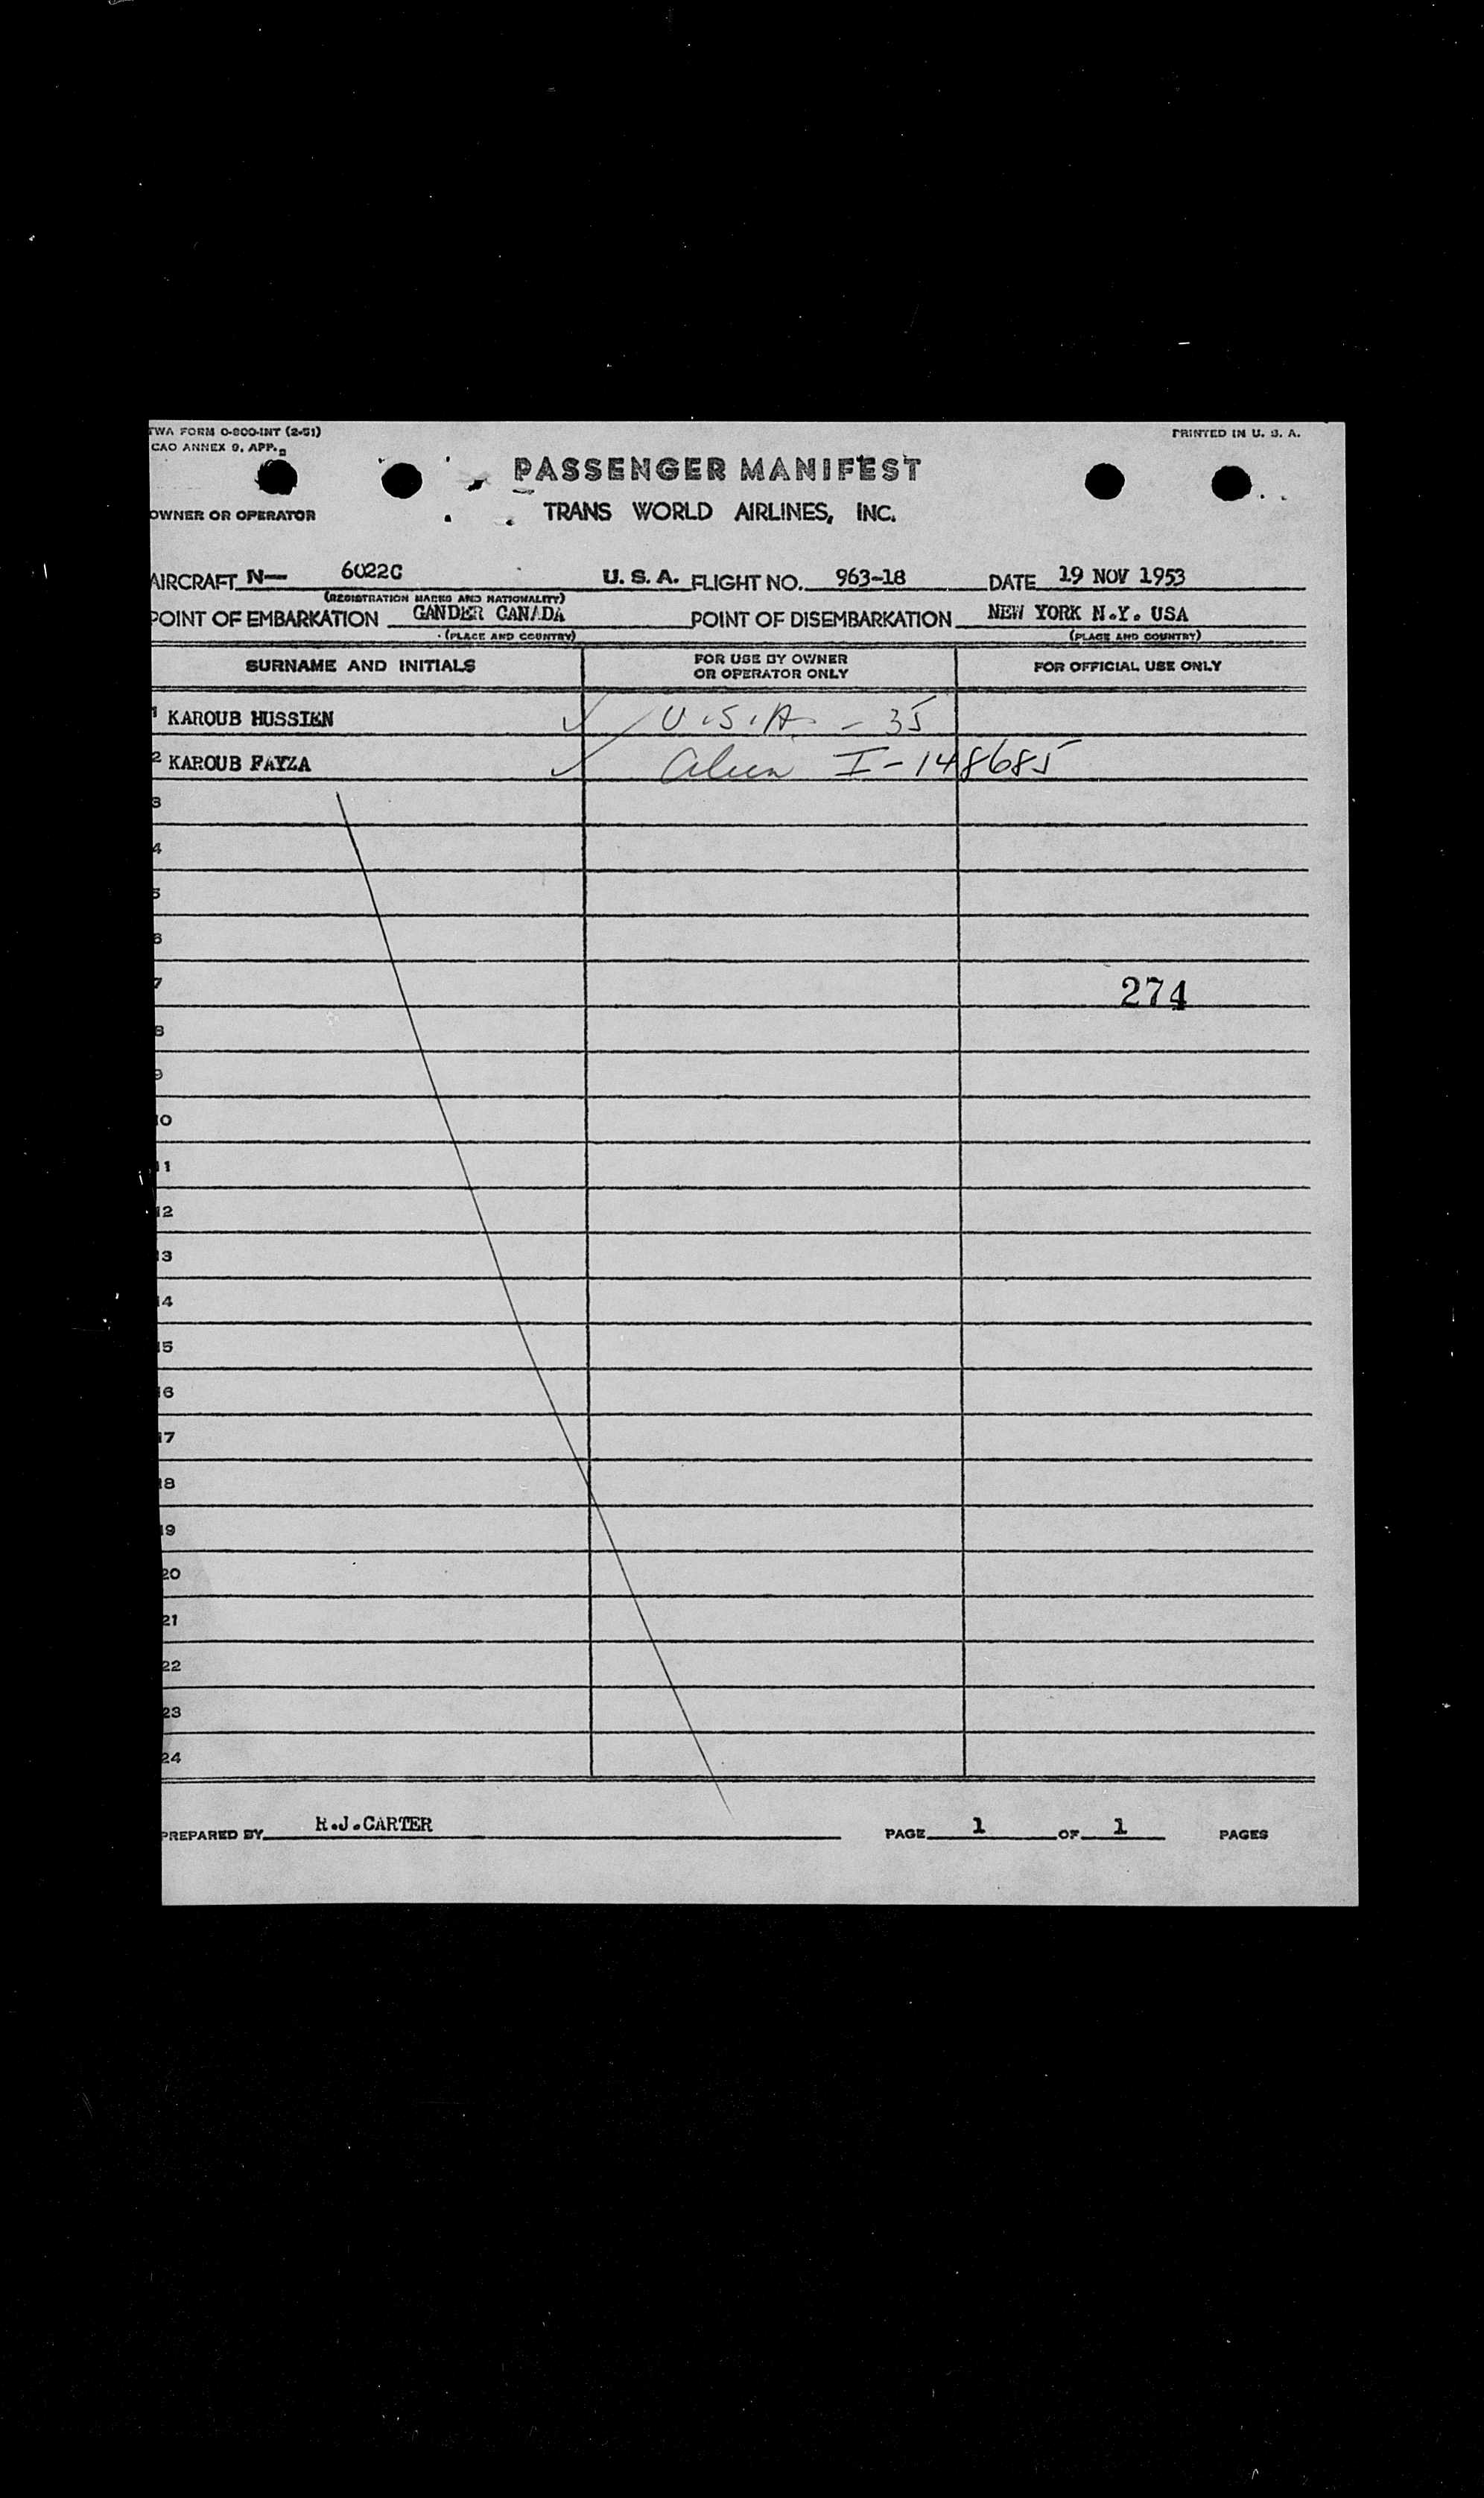 TWA FORM O-800-INT (2-51)
PRINTED IN U. S. A.
CAO ANNEX 9, APP.
PASSENGER MANIFEST
OWNER OR OPERATOR TRANS WORLD AIRLINES, INC.
AIRCRAFT N— 6022C U. S. A. FLIGHT NO. 963-18 DATE 19 NOV 1953
(REGISTRATION MARKS AND NATIONALITY)
POINT OF EMBARKATION GANDER CANADA POINT OF DISEMBARKATION NEW YORK N.Y. USA
(PLACE AND COUNTRY) (PLACE AND COUNTRY)
SURNAME AND INITIALS FOR USE BY OWNER OR OPERATOR ONLY FOR OFFICIAL USE ONLY
1 KAROUB HUSSIEN ✓ U.S.A. - 35
2 KAROUB FAYZA ✓ Alien I-148685
3
4
5
6
7 274
8
9
10
11
12
13
14
15
16
17
18
19
20
21
22
23
24
PREPARED BY R.J.CARTER PAGE 1 OF 1 PAGES